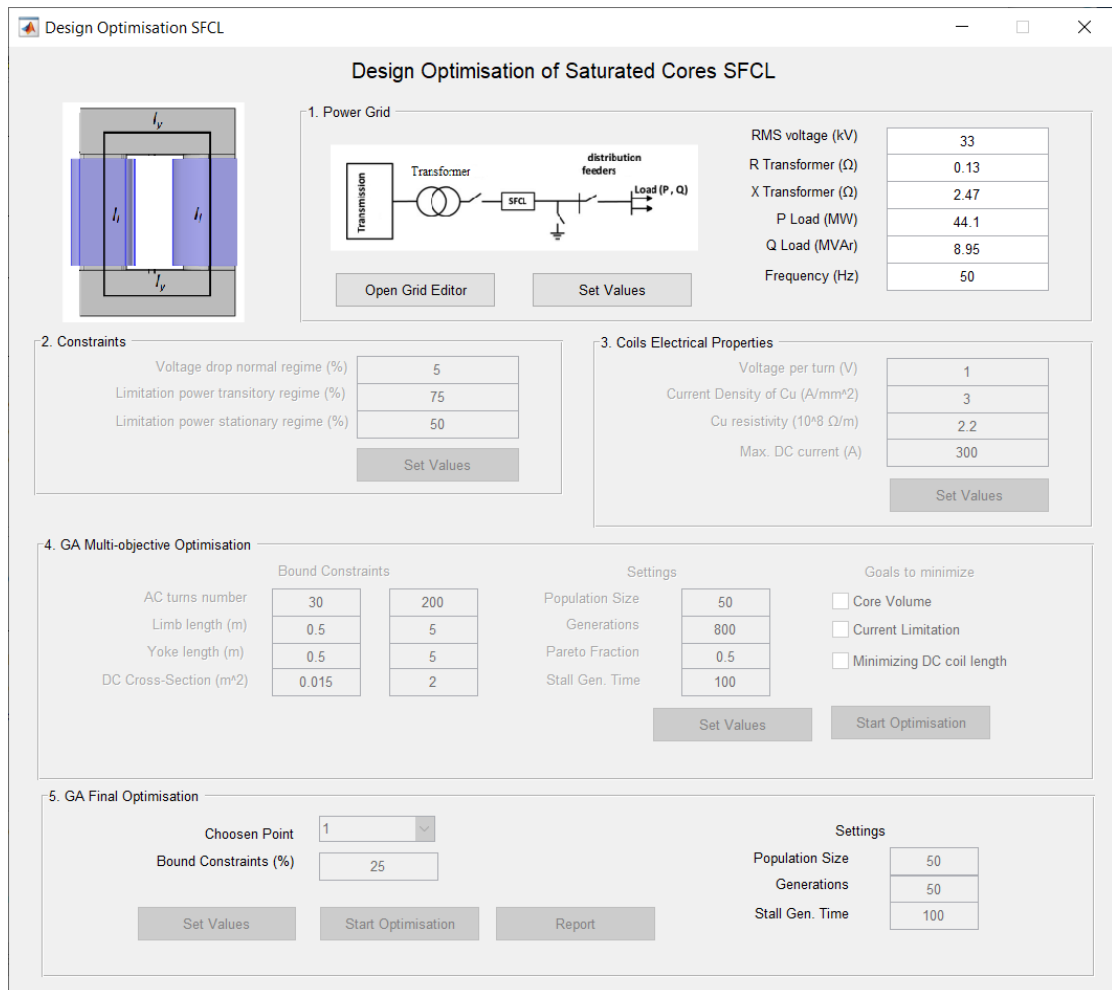 Design Optimisation SFCL
Design Optimisation of Saturated Cores SFCL
l_y
l_l
l_l
l_y
1. Power Grid
Transmission
Transformer
SFCL
distribution
feeders
Load (P , Q)
Open Grid Editor
Set Values
RMS voltage (kV) 33
R Transformer (Ω) 0.13
X Transformer (Ω) 2.47
P Load (MW) 44.1
Q Load (MVAr) 8.95
Frequency (Hz) 50
2. Constraints
Voltage drop normal regime (%) 5
Limitation power transitory regime (%) 75
Limitation power stationary regime (%) 50
Set Values
3. Coils Electrical Properties
Voltage per turn (V) 1
Current Density of Cu (A/mm^2) 3
Cu resistivity (10^8 Ω/m) 2.2
Max. DC current (A) 300
Set Values
4. GA Multi-objective Optimisation
Bound Constraints
AC turns number 30 200
Limb length (m) 0.5 5
Yoke length (m) 0.5 5
DC Cross-Section (m^2) 0.015 2
Settings
Population Size 50
Generations 800
Pareto Fraction 0.5
Stall Gen. Time 100
Set Values
Goals to minimize
Core Volume
Current Limitation
Minimizing DC coil length
Start Optimisation
5. GA Final Optimisation
Choosen Point 1
Bound Constraints (%) 25
Set Values
Start Optimisation
Report
Settings
Population Size 50
Generations 50
Stall Gen. Time 100